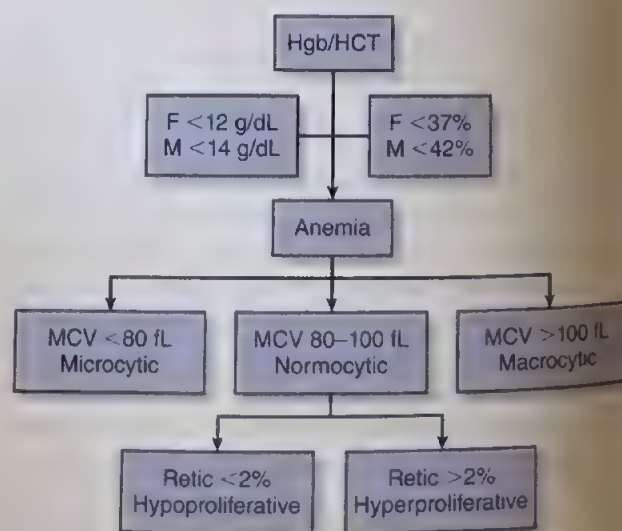 Hgb/HCT
F <12 g/dL
M <14 g/dL
F <37%
M <42%
Anemia
MCV <80 fL
Microcytic
MCV 80–100 fL
Normocytic
MCV >100 fL
Macrocytic
Retic <2%
Hypoproliferative
Retic >2%
Hyperproliferative